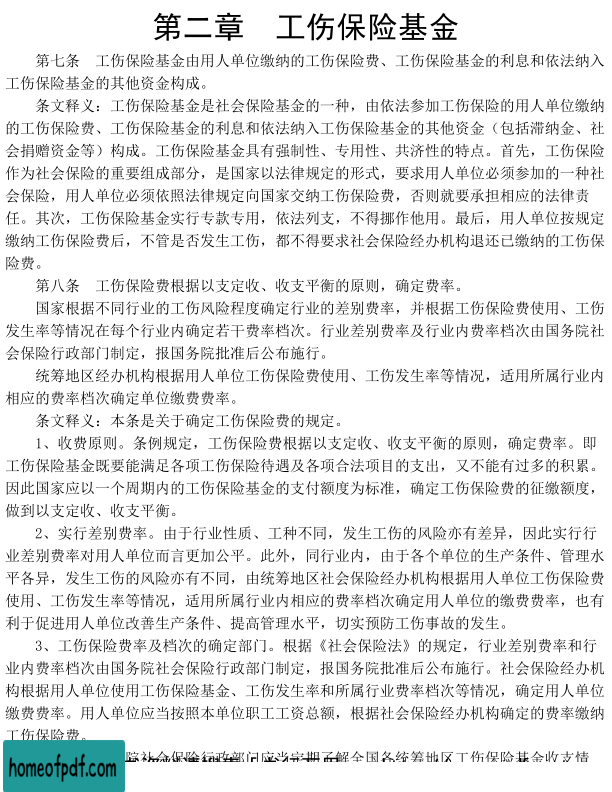 第二章　工伤保险基金
第七条　工伤保险基金由用人单位缴纳的工伤保险费、工伤保险基金的利息和依法纳入
工伤保险基金的其他资金构成。
条文释义：工伤保险基金是社会保险基金的一种，由依法参加工伤保险的用人单位缴纳
的工伤保险费、工伤保险基金的利息和依法纳入工伤保险基金的其他资金（包括滞纳金、社
会捐赠资金等）构成。工伤保险基金具有强制性、专用性、共济性的特点。首先，工伤保险
作为社会保险的重要组成部分，是国家以法律规定的形式，要求用人单位必须参加的一种社
会保险，用人单位必须依照法律规定向国家交纳工伤保险费，否则就要承担相应的法律责
任。其次，工伤保险基金实行专款专用，依法列支，不得挪作他用。最后，用人单位按规定
缴纳工伤保险费后，不管是否发生工伤，都不得要求社会保险经办机构退还已缴纳的工伤保
险费。
第八条　工伤保险费根据以支定收、收支平衡的原则，确定费率。
国家根据不同行业的工伤风险程度确定行业的差别费率，并根据工伤保险费使用、工伤
发生率等情况在每个行业内确定若干费率档次。行业差别费率及行业内费率档次由国务院社
会保险行政部门制定，报国务院批准后公布施行。
统筹地区经办机构根据用人单位工伤保险费使用、工伤发生率等情况，适用所属行业内
相应的费率档次确定单位缴费费率。
条文释义：本条是关于确定工伤保险费的规定。
1、收费原则。条例规定，工伤保险费根据以支定收、收支平衡的原则，确定费率。即
工伤保险基金既要能满足各项工伤保险待遇及各项合法项目的支出，又不能有过多的积累。
因此国家应以一个周期内的工伤保险基金的支付额度为标准，确定工伤保险费的征缴额度，
做到以支定收、收支平衡。
2、实行差别费率。由于行业性质、工种不同，发生工伤的风险亦有差异，因此实行行
业差别费率对用人单位而言更加公平。此外，同行业内，由于各个单位的生产条件、管理水
平各异，发生工伤的风险亦有不同，由统筹地区社会保险经办机构根据用人单位工伤保险费
使用、工伤发生率等情况，适用所属行业内相应的费率档次确定用人单位的缴费费率，也有
利于促进用人单位改善生产条件、提高管理水平，切实预防工伤事故的发生。
3、工伤保险费率及档次的确定部门。根据《社会保险法》的规定，行业差别费率和行
业内费率档次由国务院社会保险行政部门制定，报国务院批准后公布施行。社会保险经办机
构根据用人单位使用工伤保险基金、工伤发生率和所属行业费率档次等情况，确定用人单位
缴费费率。用人单位应当按照本单位职工工资总额，根据社会保险经办机构确定的费率缴纳
工伤保险费。
院社会保险行政部门应当定期了解全国各统筹地区工伤保险基金收支情
homeofpdf.com